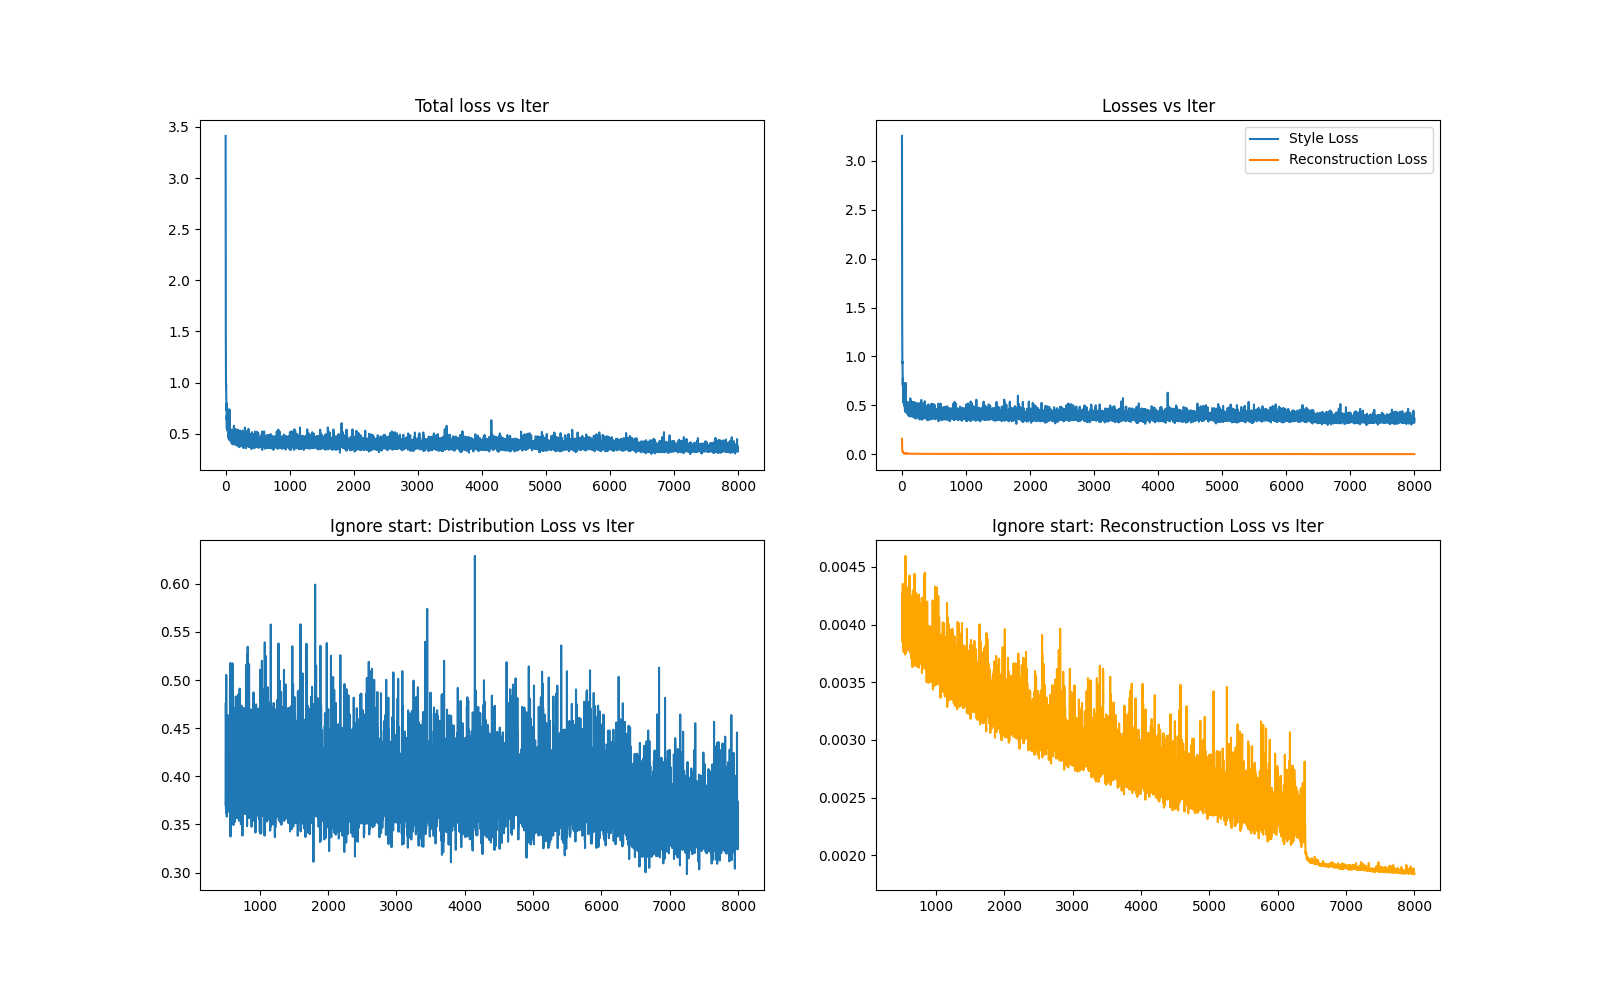 Total loss vs Iter
3.5
3.0
2.5
2.0
1.5
1.0
0.5
0 1000 2000 3000 4000 5000 6000 7000 8000
Losses vs Iter
Style Loss
Reconstruction Loss
3.0
2.5
2.0
1.5
1.0
0.5
0.0
0 1000 2000 3000 4000 5000 6000 7000 8000
Ignore start: Distribution Loss vs Iter
0.60
0.55
0.50
0.45
0.40
0.35
0.30
1000 2000 3000 4000 5000 6000 7000 8000
Ignore start: Reconstruction Loss vs Iter
0.0045
0.0040
0.0035
0.0030
0.0025
0.0020
1000 2000 3000 4000 5000 6000 7000 8000